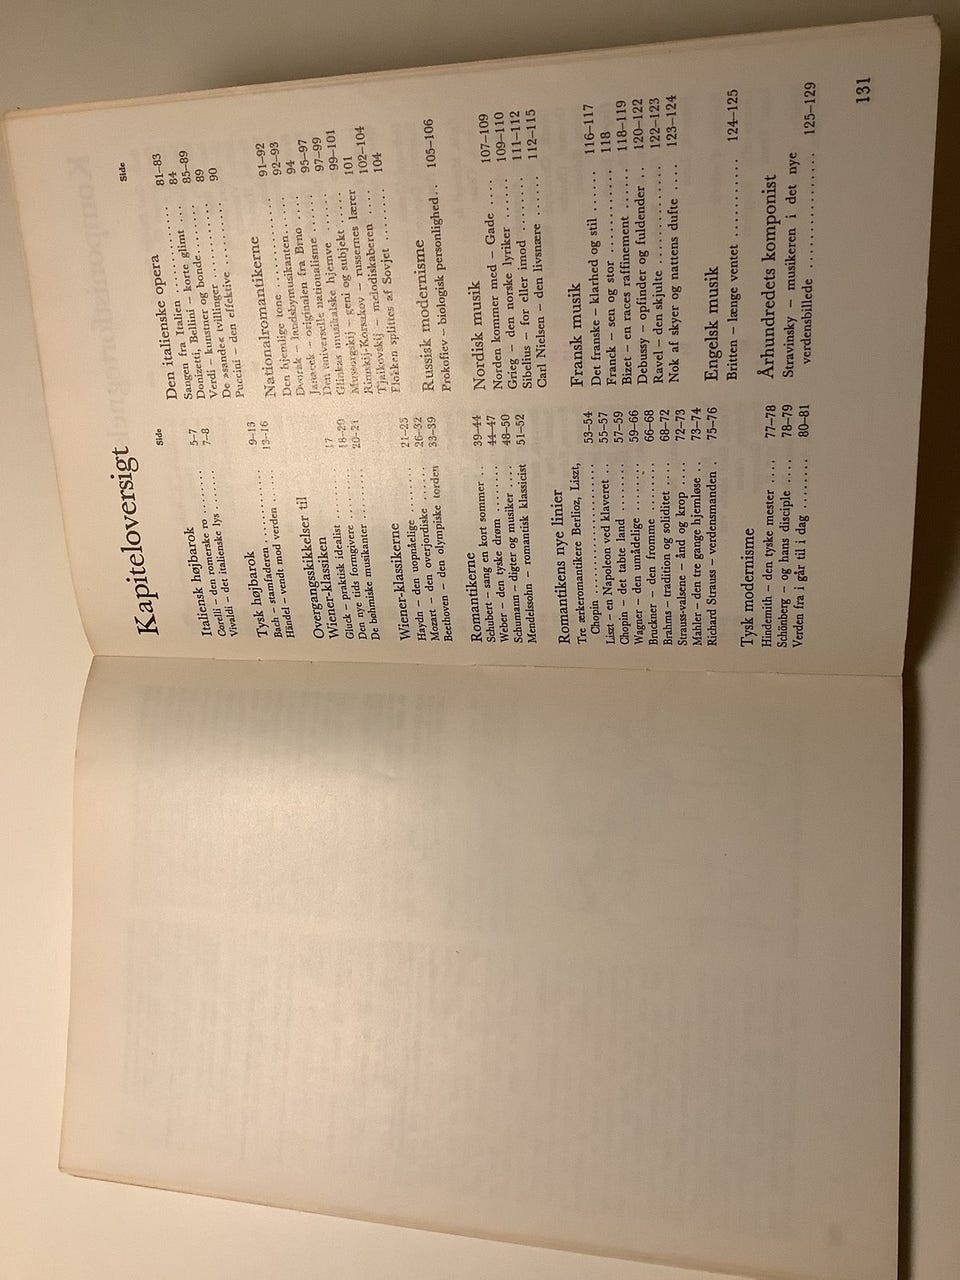 Kapiteloversigt
Side
Italiensk højbarok
Corelli – den romerske ro ........ 5–7
Vivaldi – det italienske lys ..... 7–8
Tysk højbarok
Bach – stamfaderen ............. 9–13
Händel – vendt mod verden ...... 13–16
Overgangsskikkelser til
Wiener-klassiken 17
Gluck – praktisk idealist ........ 18–20
Den nye tids formgivere ......... 20–21
De bøhmiske musikanter .........
Wiener-klassikerne
Haydn – den uopnåelige ...... 21–25
Mozart – den overjordiske ...... 26–32
Beethoven – den olympiske torden 33–39
Romantikerne
Schubert – sang en kort sommer .. 39–44
Weber – den tyske drøm ........ 44–47
Schumann – digter og musiker .... 48–50
Mendelssohn – romantisk klassicist 51–52
Romantikens nye linier
Tre ærkeromantikere Berlioz, Liszt,
Chopin .................... 53–54
Liszt – en Napoleon ved klaveret .. 55–57
Chopin – det tabte land ........ 57–59
Wagner – den umådelige ........ 59–66
Bruckner – den fromme ........ 66–68
Brahms – tradition og soliditet .... 68–72
Strauss-valsene – ånd og krop .... 72–73
Mahler – den tre gange hjemløse .. 73–74
Richard Strauss – verdensmanden . 75–76
Tysk modernisme
Hindemith – den tyske mester .... 77–78
Schönberg – og hans disciple .... 78–79
Verden fra i går til i dag ....... 80–81
Side
Den italienske opera 81–83
Sangen fra Italien ............. 84
Donizetti, Bellini – korte glimt .... 85–89
Verdi – kunstner og bonde........ 89
De »sande« tvillinger .......... 90
Puccini – den effektive ..........
Nationalromantikerne
Den hjemlige tone ............. 91–92
Dvorak – landsbymusikanten...... 92–93
Janacek – originalen fra Brno .... 94
Den universelle nationalisme ...... 95–97
Glinkas musikalske hjemve ...... 97–99
Mussorgski – geni og subjekt ..... 99–101
Rimskij-Korsakov – russernes lærer 101
Tjajkovskij – melodiskaberen .... 102–104
Flokken splittes af Sovjet ........ 104
Russisk modernisme
Prokofiev – biologisk personlighed... 105–106
Nordisk musik
Norden kommer med – Gade .... 107–109
Grieg – den norske lyriker ...... 109–110
Sibelius – for eller imod ........ 111–112
Carl Nielsen – den livsnære ..... 112–115
Fransk musik
Det franske – klarhed og stil ...... 116–117
Franck – sen og stor ............ 118
Bizet – en races raffinement ...... 118–119
Debussy – opfinder og fuldender .. 120–122
Ravel – den skjulte ............. 122–123
Nok af skyer og nattens dufte .... 123–124
Engelsk musik
Britten – længe ventet .......... 124–125
Århundredets komponist
Stravinsky – musikeren i det nye
verdensbillede ............... 125–129
131